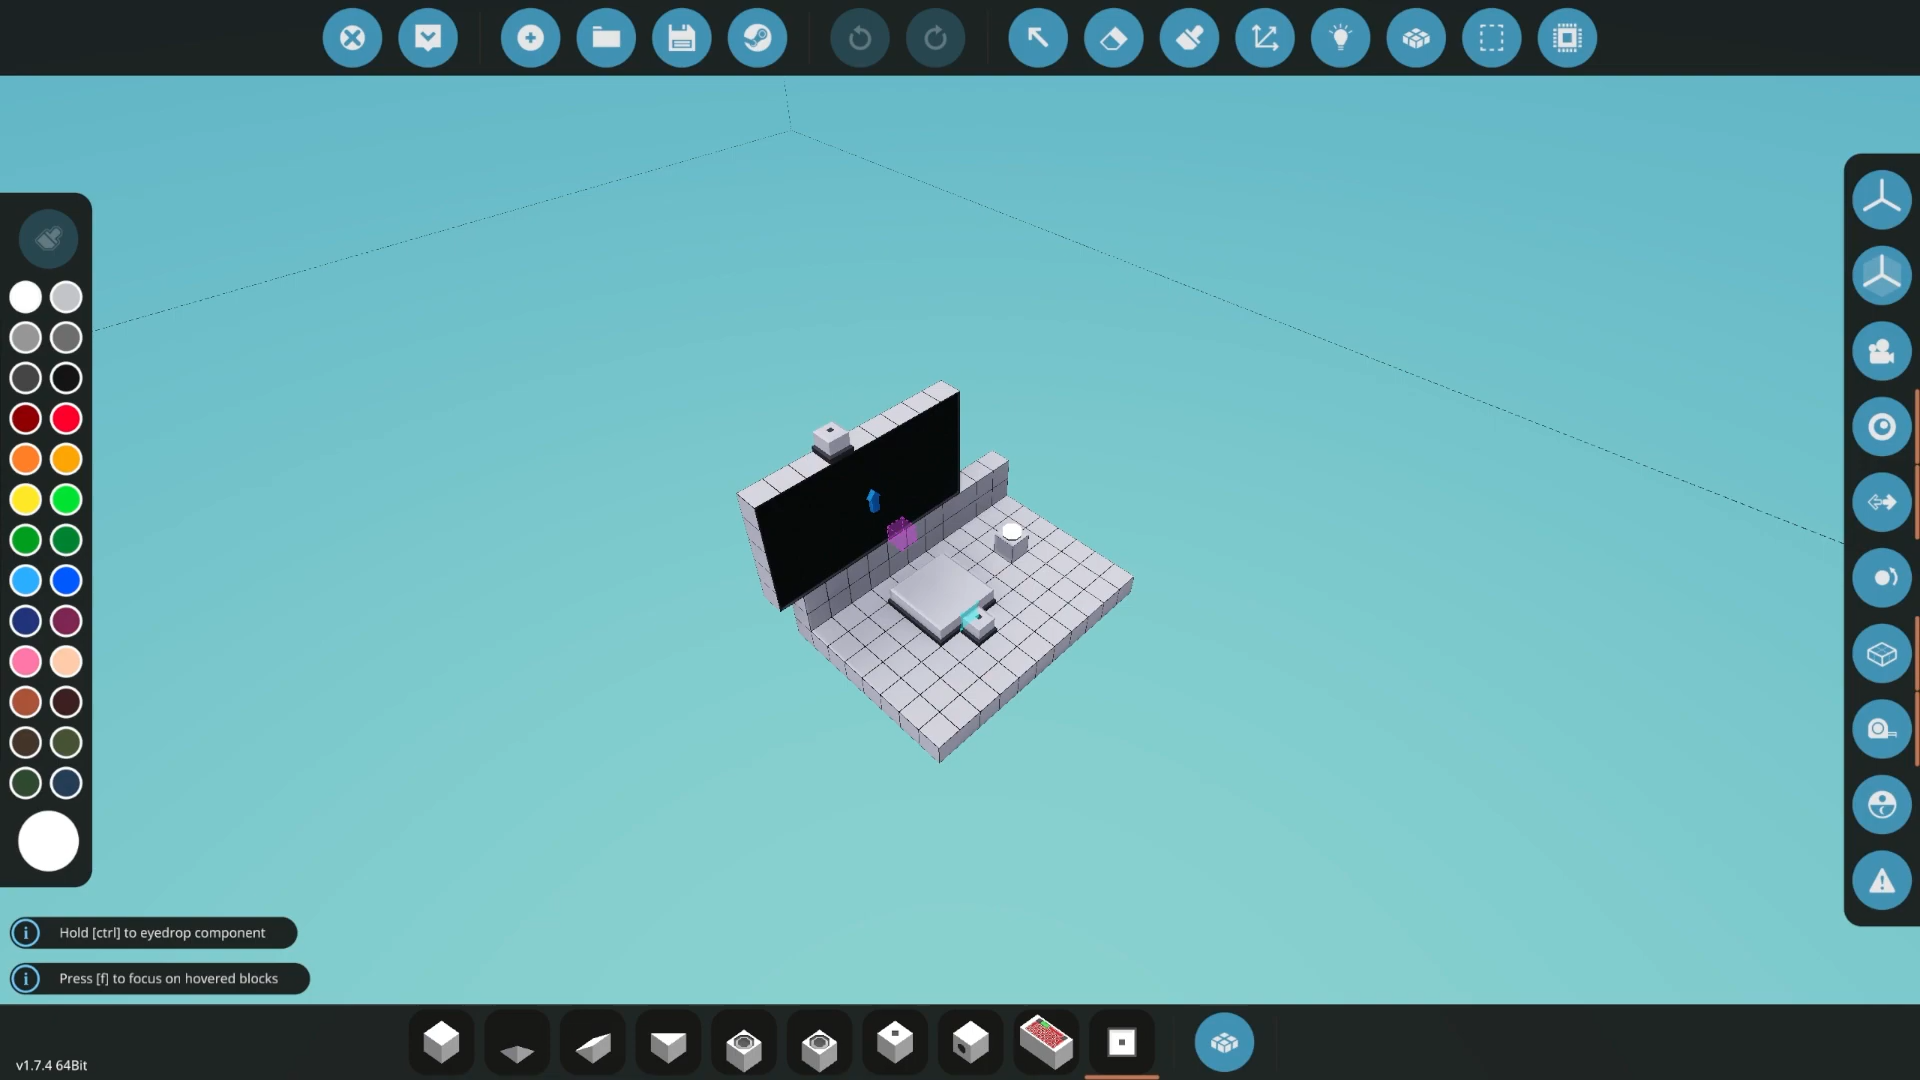 Hold [ctrl] to eyedrop component
Press [f] to focus on hovered blocks
v1.7.4 64Bit